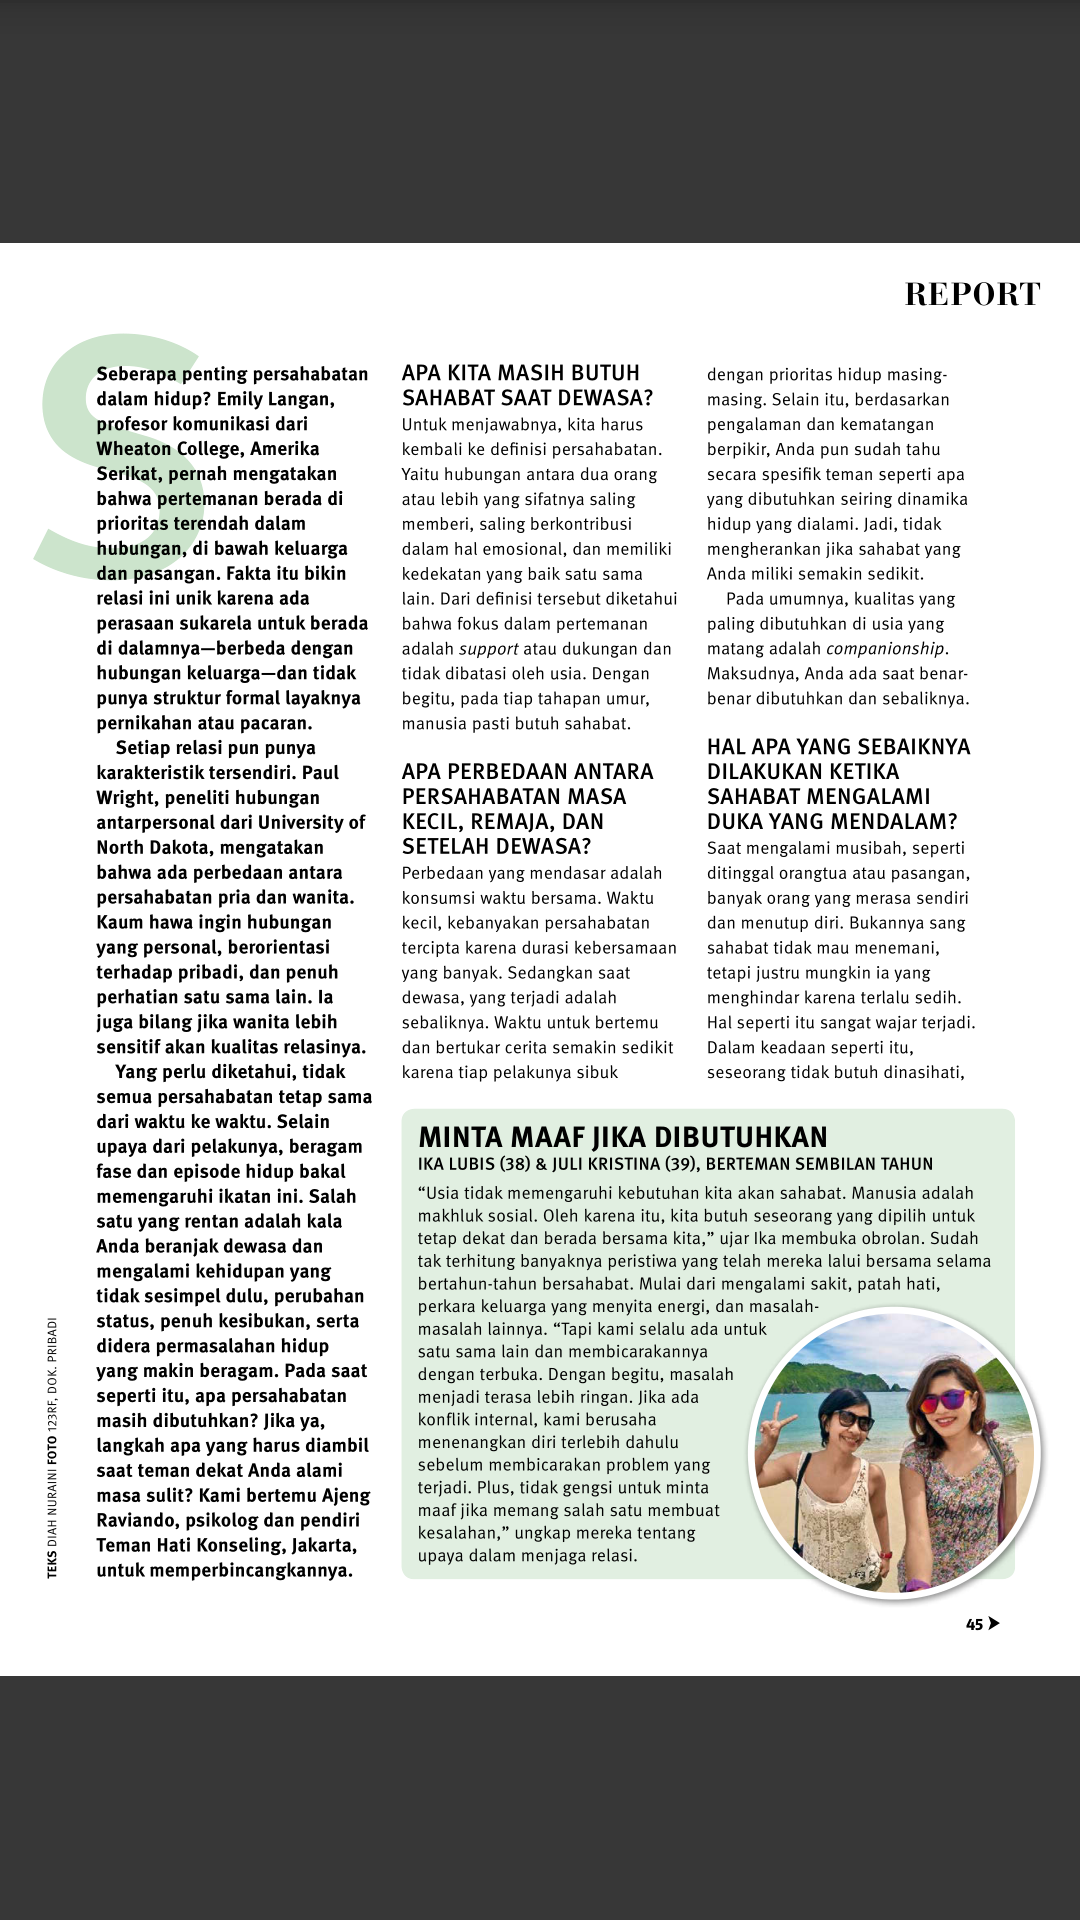 REPORT
Seberapa penting persahabatan
dalam hidup? Emily Langan,
profesor komunikasi dari
Wheaton College, Amerika
Serikat, pernah mengatakan
bahwa pertemanan berada di
prioritas terendah dalam
hubungan, di bawah keluarga
dan pasangan. Fakta itu bikin
relasi ini unik karena ada
perasaan sukarela untuk berada
di dalamnya—berbeda dengan
hubungan keluarga—dan tidak
punya struktur formal layaknya
pernikahan atau pacaran.
Setiap relasi pun punya
karakteristik tersendiri. Paul
Wright, peneliti hubungan
antarpersonal dari University of
North Dakota, mengatakan
bahwa ada perbedaan antara
persahabatan pria dan wanita.
Kaum hawa ingin hubungan
yang personal, berorientasi
terhadap pribadi, dan penuh
perhatian satu sama lain. Ia
juga bilang jika wanita lebih
sensitif akan kualitas relasinya.
Yang perlu diketahui, tidak
semua persahabatan tetap sama
dari waktu ke waktu. Selain
upaya dari pelakunya, beragam
fase dan episode hidup bakal
memengaruhi ikatan ini. Salah
satu yang rentan adalah kala
Anda beranjak dewasa dan
mengalami kehidupan yang
tidak sesimpel dulu, perubahan
status, penuh kesibukan, serta
didera permasalahan hidup
yang makin beragam. Pada saat
seperti itu, apa persahabatan
masih dibutuhkan? Jika ya,
langkah apa yang harus diambil
saat teman dekat Anda alami
masa sulit? Kami bertemu Ajeng
Raviando, psikolog dan pendiri
Teman Hati Konseling, Jakarta,
untuk memperbincangkannya.
APA KITA MASIH BUTUH
SAHABAT SAAT DEWASA?
Untuk menjawabnya, kita harus
kembali ke definisi persahabatan.
Yaitu hubungan antara dua orang
atau lebih yang sifatnya saling
memberi, saling berkontribusi
dalam hal emosional, dan memiliki
kedekatan yang baik satu sama
lain. Dari definisi tersebut diketahui
bahwa fokus dalam pertemanan
adalah support atau dukungan dan
tidak dibatasi oleh usia. Dengan
begitu, pada tiap tahapan umur,
manusia pasti butuh sahabat.
APA PERBEDAAN ANTARA
PERSAHABATAN MASA
KECIL, REMAJA, DAN
SETELAH DEWASA?
Perbedaan yang mendasar adalah
konsumsi waktu bersama. Waktu
kecil, kebanyakan persahabatan
tercipta karena durasi kebersamaan
yang banyak. Sedangkan saat
dewasa, yang terjadi adalah
sebaliknya. Waktu untuk bertemu
dan bertukar cerita semakin sedikit
karena tiap pelakunya sibuk
dengan prioritas hidup masing-
masing. Selain itu, berdasarkan
pengalaman dan kematangan
berpikir, Anda pun sudah tahu
secara spesifik teman seperti apa
yang dibutuhkan seiring dinamika
hidup yang dialami. Jadi, tidak
mengherankan jika sahabat yang
Anda miliki semakin sedikit.
Pada umumnya, kualitas yang
paling dibutuhkan di usia yang
matang adalah companionship.
Maksudnya, Anda ada saat benar-
benar dibutuhkan dan sebaliknya.
HAL APA YANG SEBAIKNYA
DILAKUKAN KETIKA
SAHABAT MENGALAMI
DUKA YANG MENDALAM?
Saat mengalami musibah, seperti
ditinggal orangtua atau pasangan,
banyak orang yang merasa sendiri
dan menutup diri. Bukannya sang
sahabat tidak mau menemani,
tetapi justru mungkin ia yang
menghindar karena terlalu sedih.
Hal seperti itu sangat wajar terjadi.
Dalam keadaan seperti itu,
seseorang tidak butuh dinasihati,
MINTA MAAF JIKA DIBUTUHKAN
IKA LUBIS (38) & JULI KRISTINA (39), BERTEMAN SEMBILAN TAHUN
“Usia tidak memengaruhi kebutuhan kita akan sahabat. Manusia adalah
makhluk sosial. Oleh karena itu, kita butuh seseorang yang dipilih untuk
tetap dekat dan berada bersama kita,” ujar Ika membuka obrolan. Sudah
tak terhitung banyaknya peristiwa yang telah mereka lalui bersama selama
bertahun-tahun bersahabat. Mulai dari mengalami sakit, patah hati,
perkara keluarga yang menyita energi, dan masalah-
masalah lainnya. “Tapi kami selalu ada untuk
satu sama lain dan membicarakannya
dengan terbuka. Dengan begitu, masalah
menjadi terasa lebih ringan. Jika ada
konflik internal, kami berusaha
menenangkan diri terlebih dahulu
sebelum membicarakan problem yang
terjadi. Plus, tidak gengsi untuk minta
maaf jika memang salah satu membuat
kesalahan,” ungkap mereka tentang
upaya dalam menjaga relasi.
TEKS DIAH NURAINI FOTO 123RF, DOK. PRIBADI
45